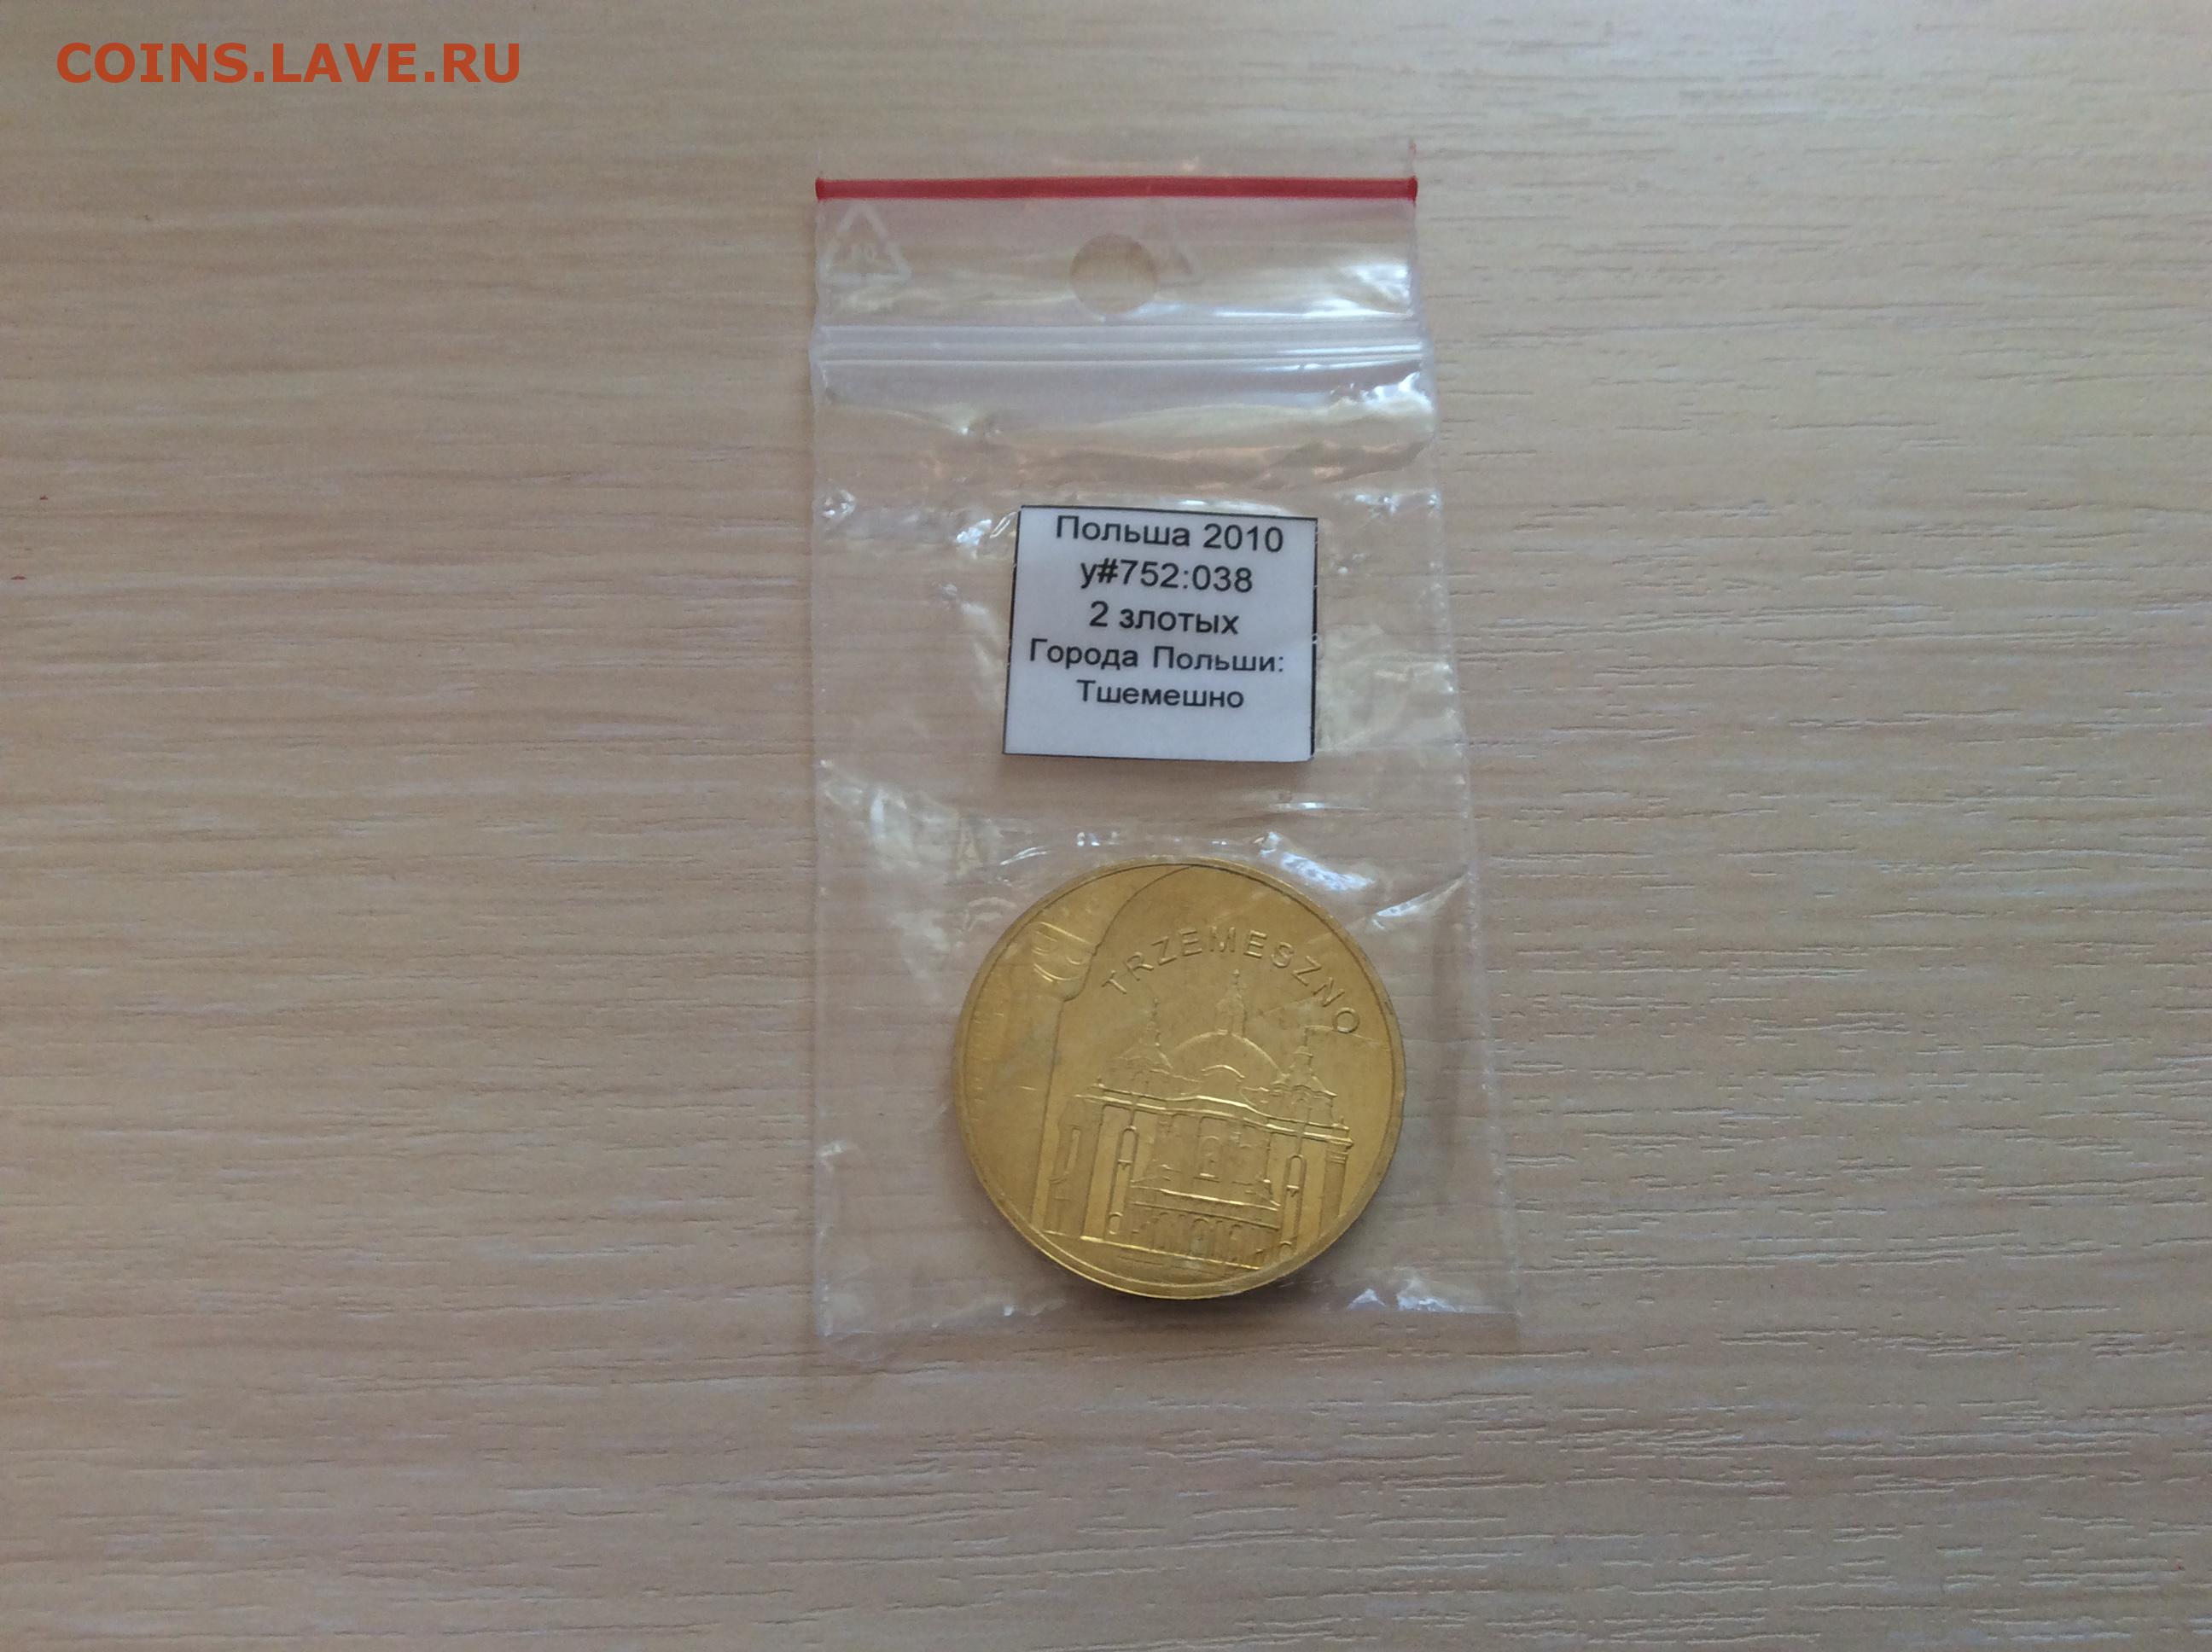 COINS.LAVE.RU
Польша 2010
у#752:038
2 злотых
Города Польши:
Тшемешно
TRZEMESZNO